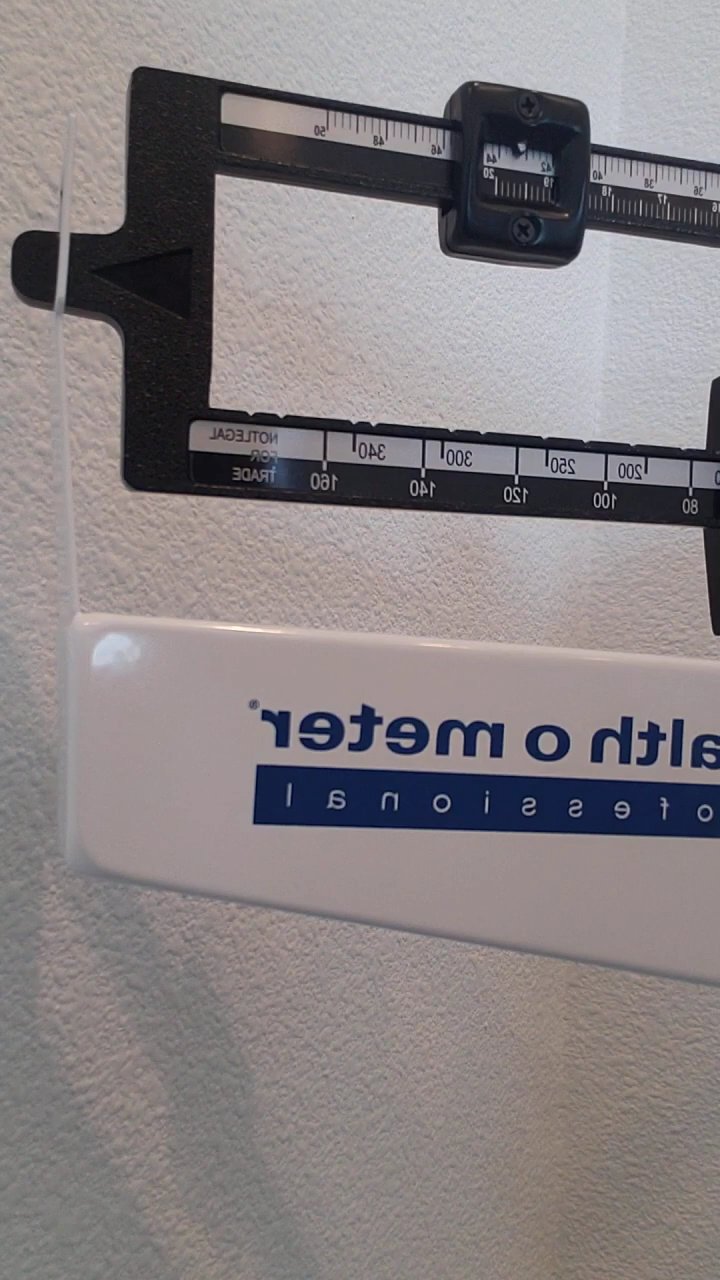 36 38 40 42 44 46 48 50
16 17 18 19 20
200 250 300 340
80 100 120 140 160
NOT LEGAL
FOR
TRADE
alth o meter®
ofessional